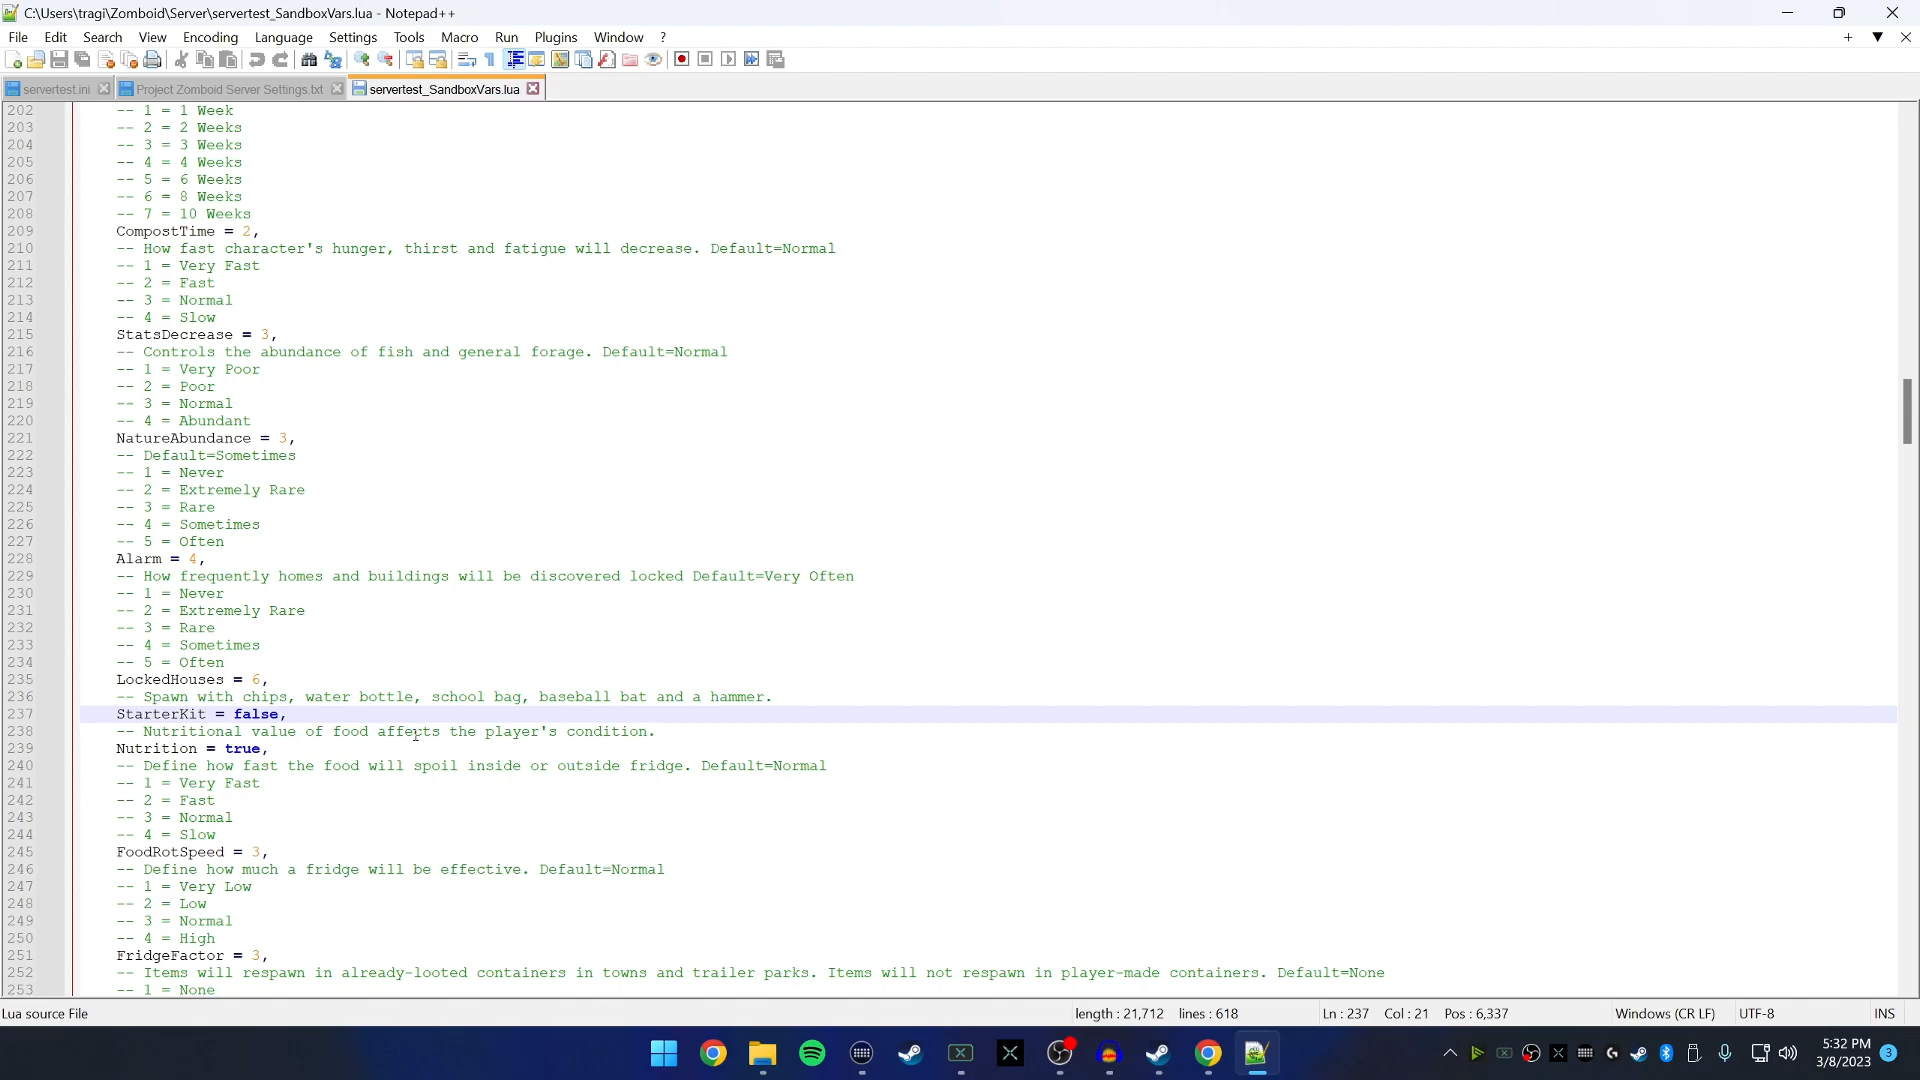 C:\Users\tragi\Zomboid\Server\servertest_SandboxVars.lua - Notepad++
File Edit Search View Encoding Language Settings Tools Macro Run Plugins Window ?
servertest.ini Project Zomboid Server Settings.txt servertest_SandboxVars.lua
202 -- 1 = 1 Week
203 -- 2 = 2 Weeks
204 -- 3 = 3 Weeks
205 -- 4 = 4 Weeks
206 -- 5 = 6 Weeks
207 -- 6 = 8 Weeks
208 -- 7 = 10 Weeks
209 CompostTime = 2,
210 -- How fast character's hunger, thirst and fatigue will decrease. Default=Normal
211 -- 1 = Very Fast
212 -- 2 = Fast
213 -- 3 = Normal
214 -- 4 = Slow
215 StatsDecrease = 3,
216 -- Controls the abundance of fish and general forage. Default=Normal
217 -- 1 = Very Poor
218 -- 2 = Poor
219 -- 3 = Normal
220 -- 4 = Abundant
221 NatureAbundance = 3,
222 -- Default=Sometimes
223 -- 1 = Never
224 -- 2 = Extremely Rare
225 -- 3 = Rare
226 -- 4 = Sometimes
227 -- 5 = Often
228 Alarm = 4,
229 -- How frequently homes and buildings will be discovered locked Default=Very Often
230 -- 1 = Never
231 -- 2 = Extremely Rare
232 -- 3 = Rare
233 -- 4 = Sometimes
234 -- 5 = Often
235 LockedHouses = 6,
236 -- Spawn with chips, water bottle, school bag, baseball bat and a hammer.
237 StarterKit = false,
238 -- Nutritional value of food affects the player's condition.
239 Nutrition = true,
240 -- Define how fast the food will spoil inside or outside fridge. Default=Normal
241 -- 1 = Very Fast
242 -- 2 = Fast
243 -- 3 = Normal
244 -- 4 = Slow
245 FoodRotSpeed = 3,
246 -- Define how much a fridge will be effective. Default=Normal
247 -- 1 = Very Low
248 -- 2 = Low
249 -- 3 = Normal
250 -- 4 = High
251 FridgeFactor = 3,
252 -- Items will respawn in already-looted containers in towns and trailer parks. Items will not respawn in player-made containers. Default=None
253 -- 1 = None
Lua source File length : 21,712 lines : 618 Ln : 237 Col : 21 Pos : 6,337 Windows (CR LF) UTF-8 INS
5:32 PM
3/8/2023 3